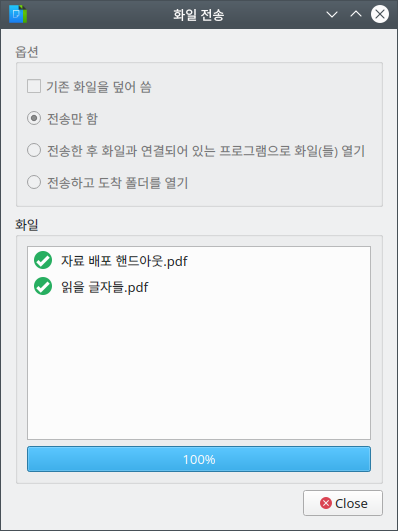 화일 전송
옵션
기존 화일을 덮어 씀
전송만 함
전송한 후 화일과 연결되어 있는 프로그램으로 화일(들) 열기
전송하고 도착 폴더를 열기
화일
자료 배포 핸드아웃.pdf
읽을 글자들.pdf
100%
Close